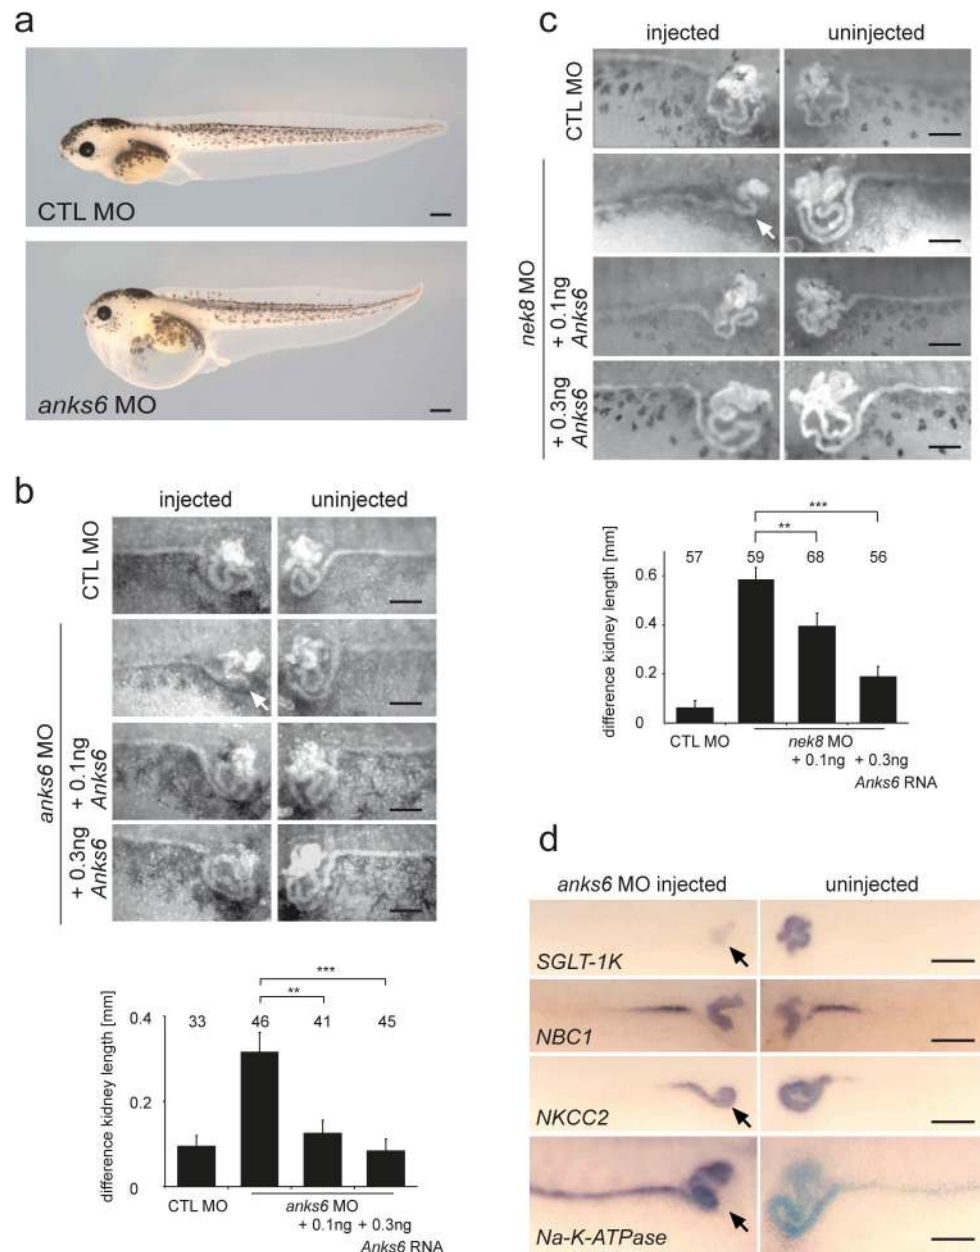 a
CTL MO
anks6 MO
b
injected uninjected
CTL MO
anks6 MO
+ 0.1ng
Anks6
+ 0.3ng
Anks6
difference kidney length [mm]
0.4
0.2
0
33 46 41 45
** ***
CTL MO
anks6 MO
+ 0.1ng + 0.3ng
Anks6 RNA
c
injected uninjected
CTL MO
nek8 MO
+ 0.1ng
Anks6
+ 0.3ng
Anks6
difference kidney length [mm]
0.6
0.4
0.2
0
57 59 68 56
** ***
CTL MO
nek8 MO
+ 0.1ng + 0.3ng
Anks6 RNA
d
anks6 MO injected uninjected
SGLT-1K
NBC1
NKCC2
Na-K-ATPase